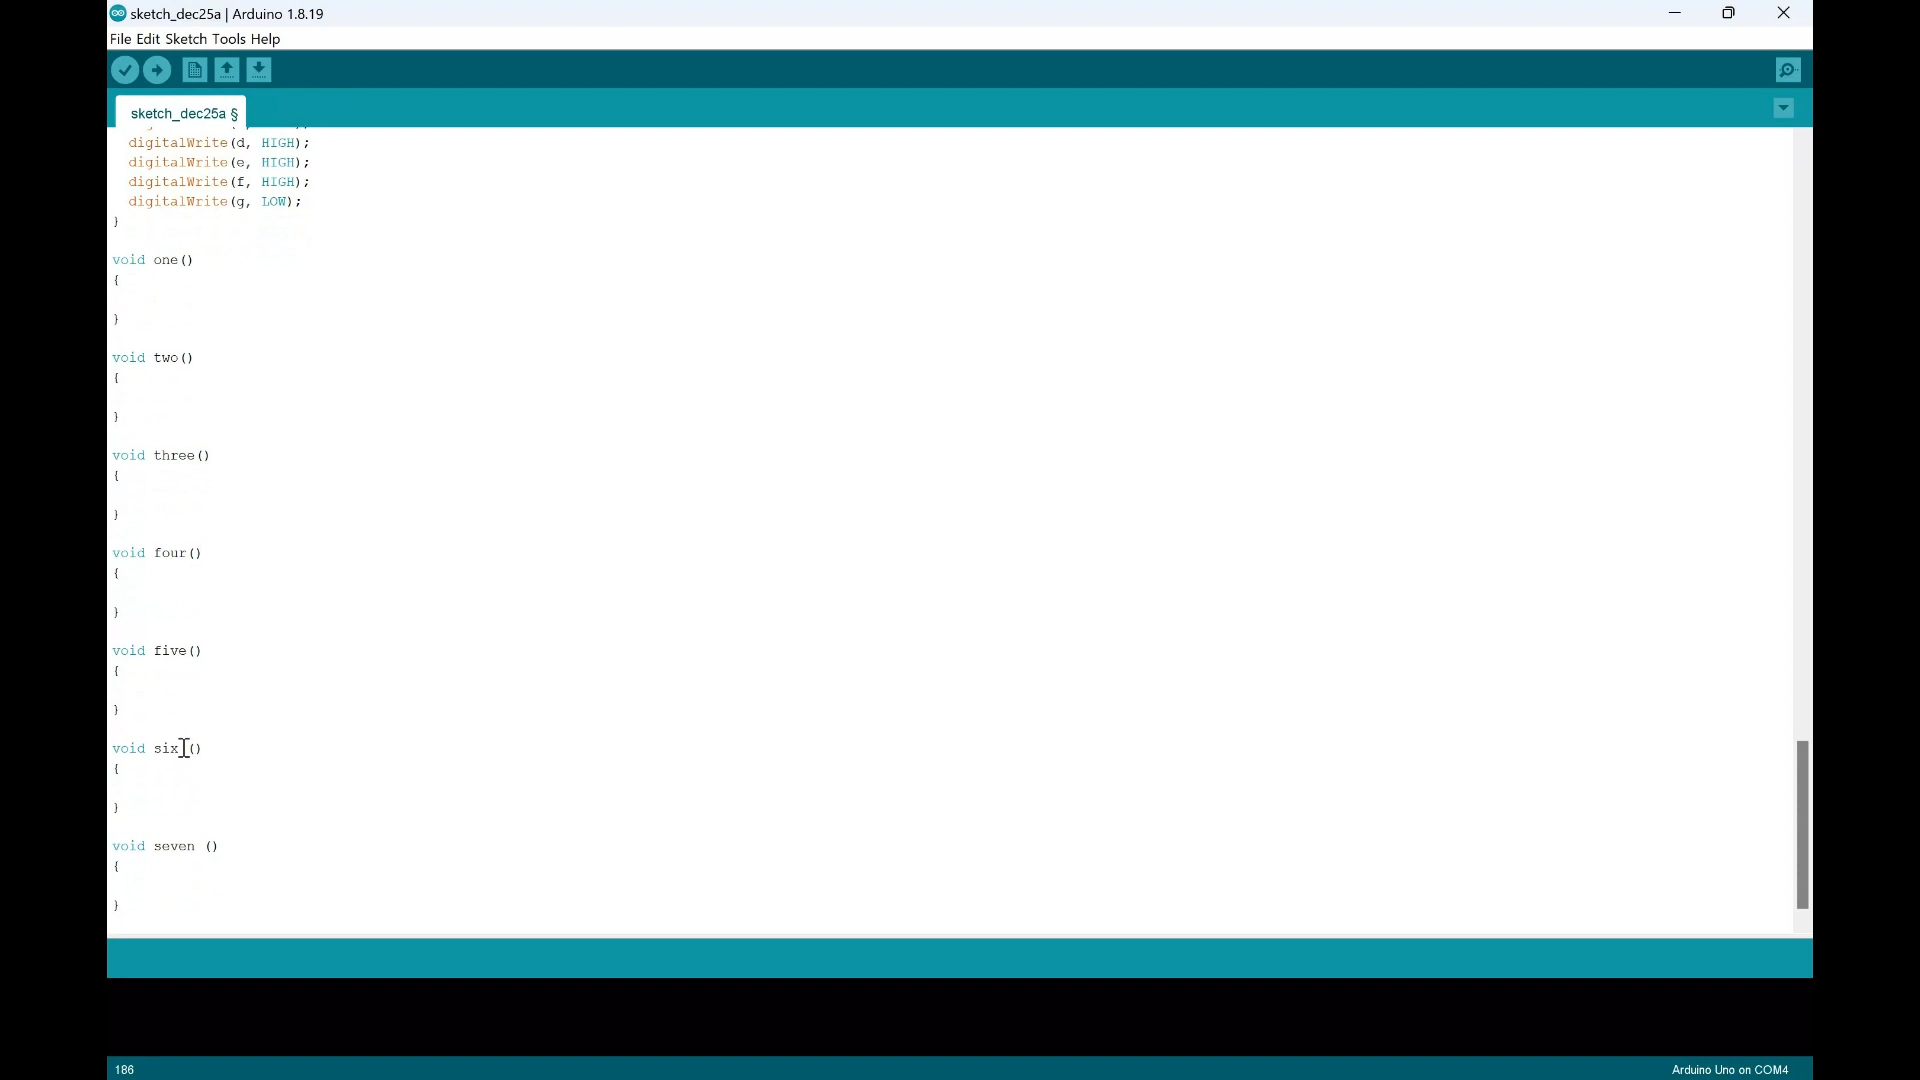 sketch_dec25a | Arduino 1.8.19
File Edit Sketch Tools Help
sketch_dec25a §
digitalWrite(d, HIGH);
digitalWrite(e, HIGH);
digitalWrite(f, HIGH);
digitalWrite(g, LOW);
}
void one()
{
}
void two()
{
}
void three()
{
}
void four()
{
}
void five()
{
}
void six ()
{
}
void seven ()
{
}
186
Arduino Uno on COM4